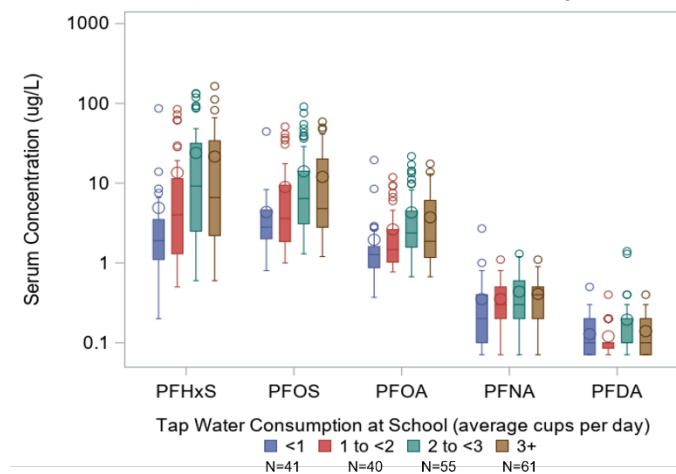 1000
100
10
1
0.1
Serum Concentration (ug/L)
PFHxS PFOS PFOA PFNA PFDA
Tap Water Consumption at School (average cups per day)
<1 1 to <2 2 to <3 3+
N=41 N=40 N=55 N=61